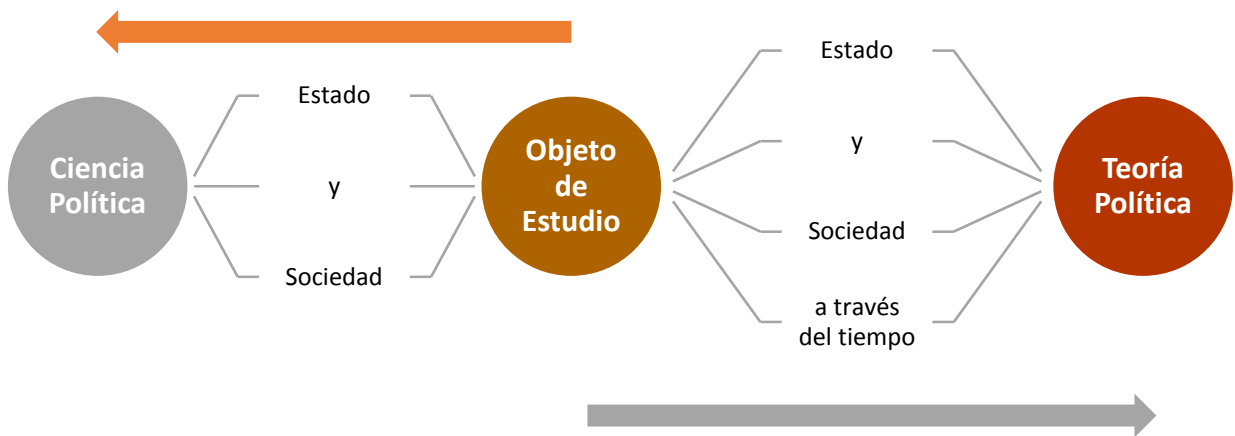 Ciencia
Política
Estado
y
Sociedad
Objeto
de
Estudio
Estado
y
Sociedad
a través
del tiempo
Teoría
Política